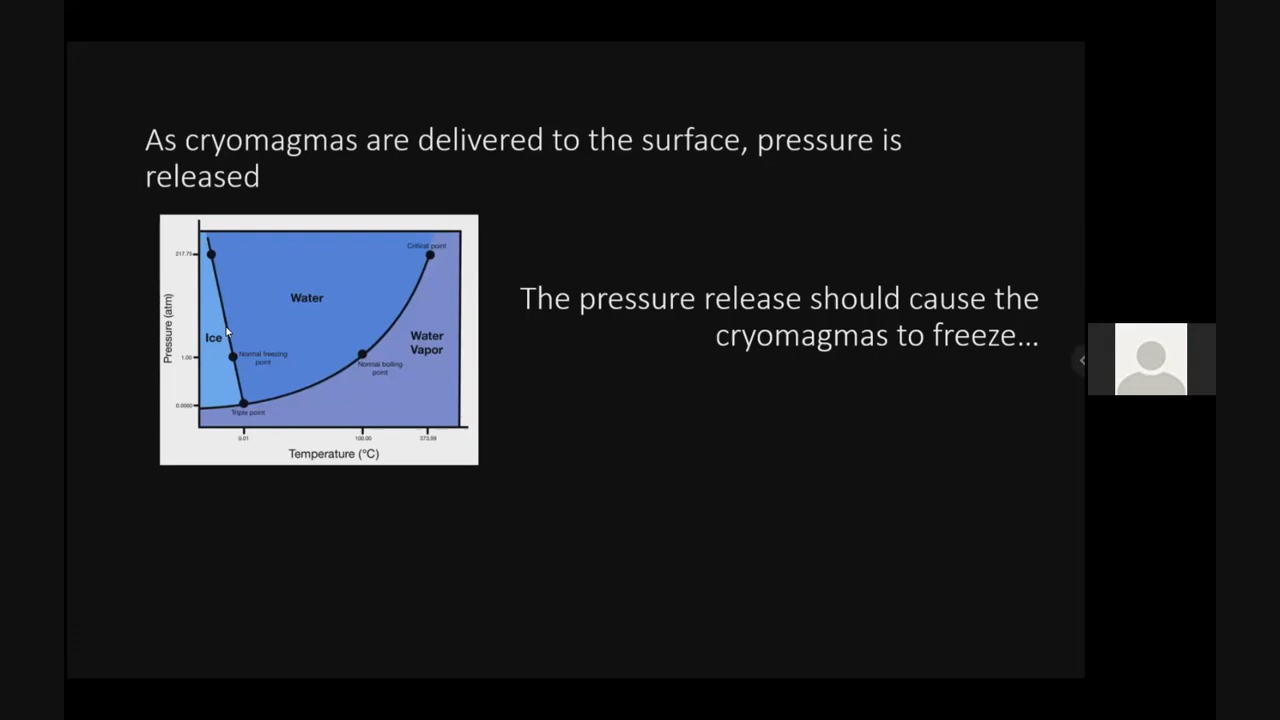 As cryomagmas are delivered to the surface, pressure is
released
The pressure release should cause the
cryomagmas to freeze...
Critical point
217.75
Water
Pressure (atm)
Ice
Water
Vapor
1.00
Normal freezing
point
Normal boiling
point
Triple point
0.01
100.00
373.99
Temperature (°C)